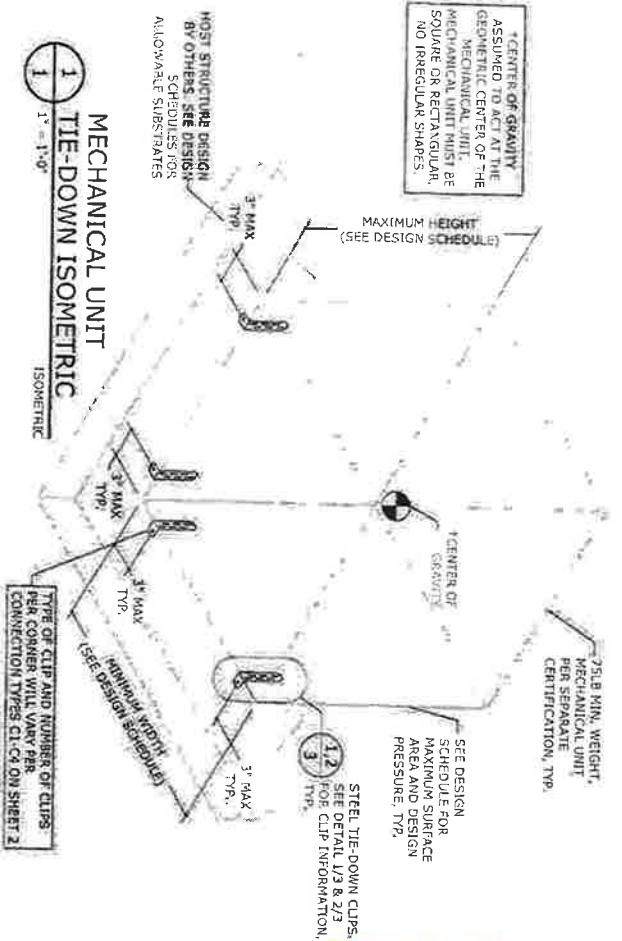 †CENTER OF GRAVITY
ASSUMED TO ACT AT THE
GEOMETRIC CENTER OF THE
MECHANICAL UNIT.
MECHANICAL UNIT MUST BE
SQUARE OR RECTANGULAR,
NO IRREGULAR SHAPES.
MAXIMUM HEIGHT
(SEE DESIGN SCHEDULE)
75LB MIN. WEIGHT,
MECHANICAL UNIT
PER SEPARATE
CERTIFICATION, TYP.
†CENTER OF
GRAVITY
SEE DESIGN
SCHEDULE FOR
MAXIMUM SURFACE
AREA AND DESIGN
PRESSURE, TYP.
HOST STRUCTURE DESIGN
BY OTHERS. SEE DESIGN
SCHEDULES FOR
ALLOWABLE SUBSTRATES
3" MAX
TYP.
3" MAX
TYP.
3" MAX
TYP.
3" MAX
TYP.
1,2
3
STEEL TIE-DOWN CLIPS,
SEE DETAIL 1/3 & 2/3
FOR CLIP INFORMATION,
TYP.
MINIMUM WIDTH
(SEE DESIGN SCHEDULE)
TYPE OF CLIP AND NUMBER OF CLIPS
PER CORNER WILL VARY PER
CONNECTION TYPES C1-C4 ON SHEET 2
1
1
MECHANICAL UNIT
TIE-DOWN ISOMETRIC
1" = 1'-0"
ISOMETRIC